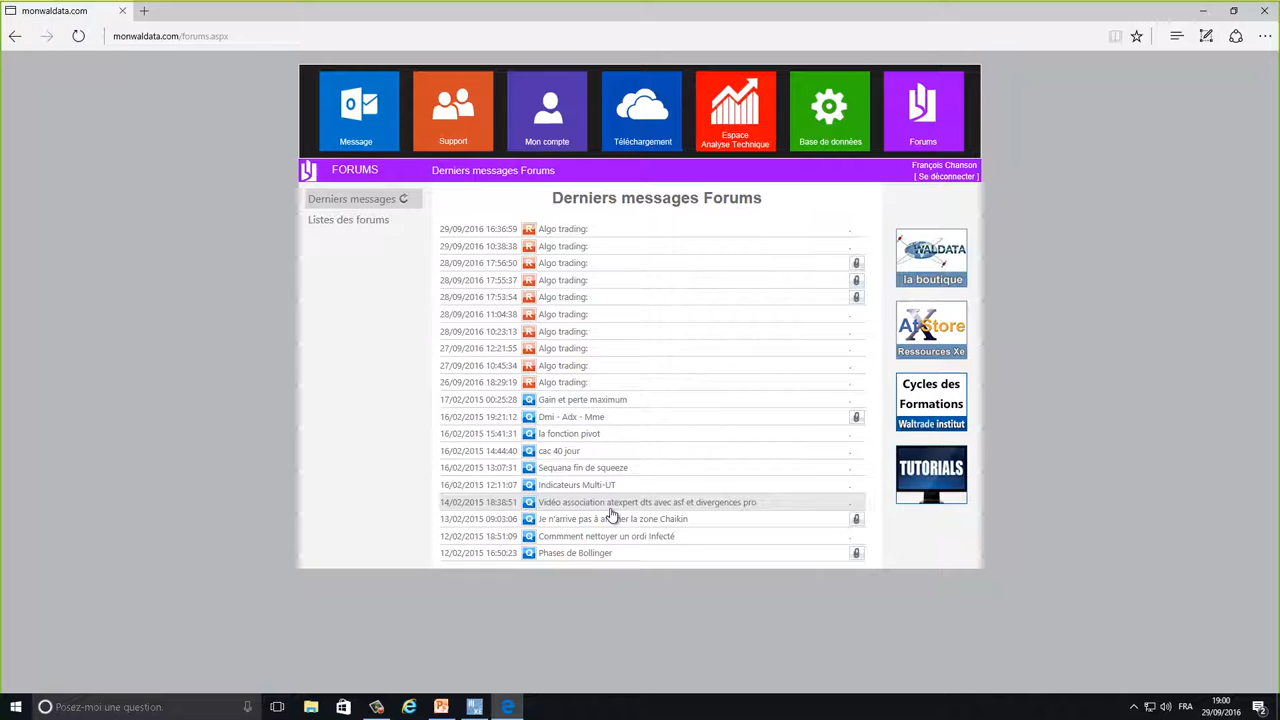 monwaldata.com
monwaldata.com/forums.aspx
Message
Support
Mon compte
Téléchargement
Espace
Analyse Technique
Base de données
Forums
FORUMS
Derniers messages Forums
François Chanson
[ Se déconnecter ]
Derniers messages
Listes des forums
Derniers messages Forums
29/09/2016 16:36:59 R Algo trading: .
29/09/2016 10:38:38 R Algo trading: .
28/09/2016 17:56:50 R Algo trading:
28/09/2016 17:55:37 R Algo trading:
28/09/2016 17:53:54 R Algo trading:
28/09/2016 11:04:38 R Algo trading: .
28/09/2016 10:23:13 R Algo trading: .
27/09/2016 12:21:55 R Algo trading: .
27/09/2016 10:45:34 R Algo trading: .
26/09/2016 18:29:19 R Algo trading: .
17/02/2015 00:25:28 Q Gain et perte maximum .
16/02/2015 19:21:12 Q Dmi - Adx - Mme
16/02/2015 15:41:31 Q la fonction pivot .
16/02/2015 14:44:40 Q cac 40 jour .
16/02/2015 13:07:31 Q Sequana fin de squeeze .
16/02/2015 12:11:07 Q Indicateurs Multi-UT .
14/02/2015 18:38:51 Q Vidéo association atexpert dts avec asf et divergences pro .
13/02/2015 09:03:06 Q Je n'arrive pas à afficher la zone Chaikin
12/02/2015 18:51:09 Q Commment nettoyer un ordi Infecté .
12/02/2015 16:50:23 Q Phases de Bollinger
WALDATA
la boutique
AtStore
X
Ressources Xe
Cycles des
Formations
Waltrade institut
TUTORIALS
Posez-moi une question.
FRA
19:00
29/09/2016
2